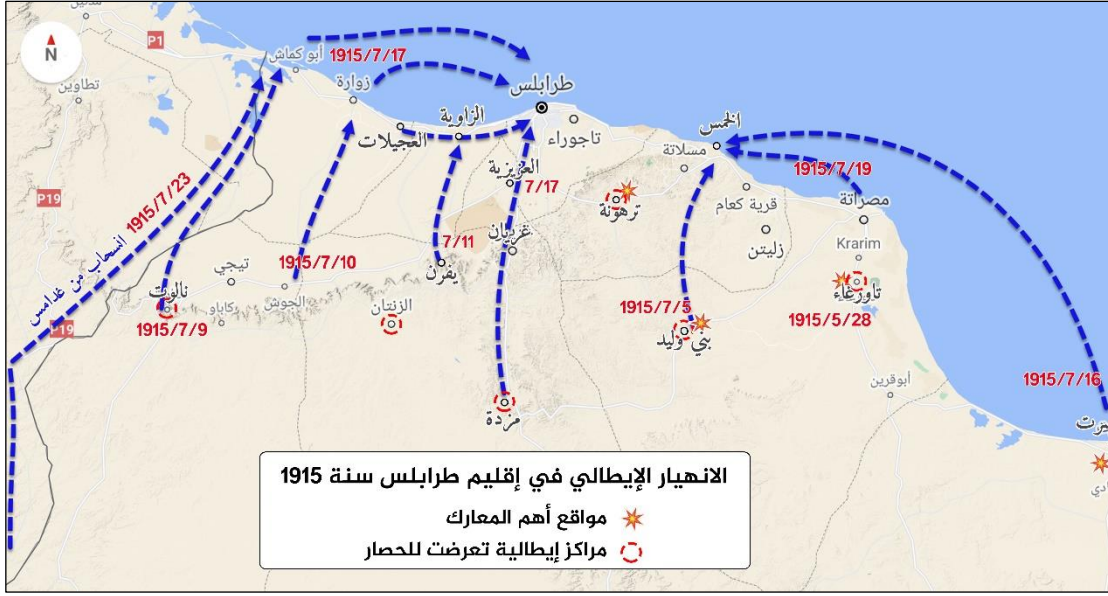 N
P1
مدنين
تطاوين
أبو كماش
1915/7/17
زوارة
طرابلس
الزاوية
العجيلات
تاجوراء
الخمس
مسلاتة
العزيزية
7/17
1915/7/19
P19
1915/7/23
انسحاب من غدامس
ترهونة
قرية كعام
مصراتة
زليتن
Krarim
غريان
7/11
يفرن
تيجي
1915/7/10
الجوش
نالوت
كاباو
P19
1915/7/9
الزنتان
1915/7/5
بني وليد
تاورغاء
1915/5/28
أبوقرين
1915/7/16
مزدة
الانهيار الإيطالي في إقليم طرابلس سنة 1915
مواقع أهم المعارك
مراكز إيطالية تعرضت للحصار